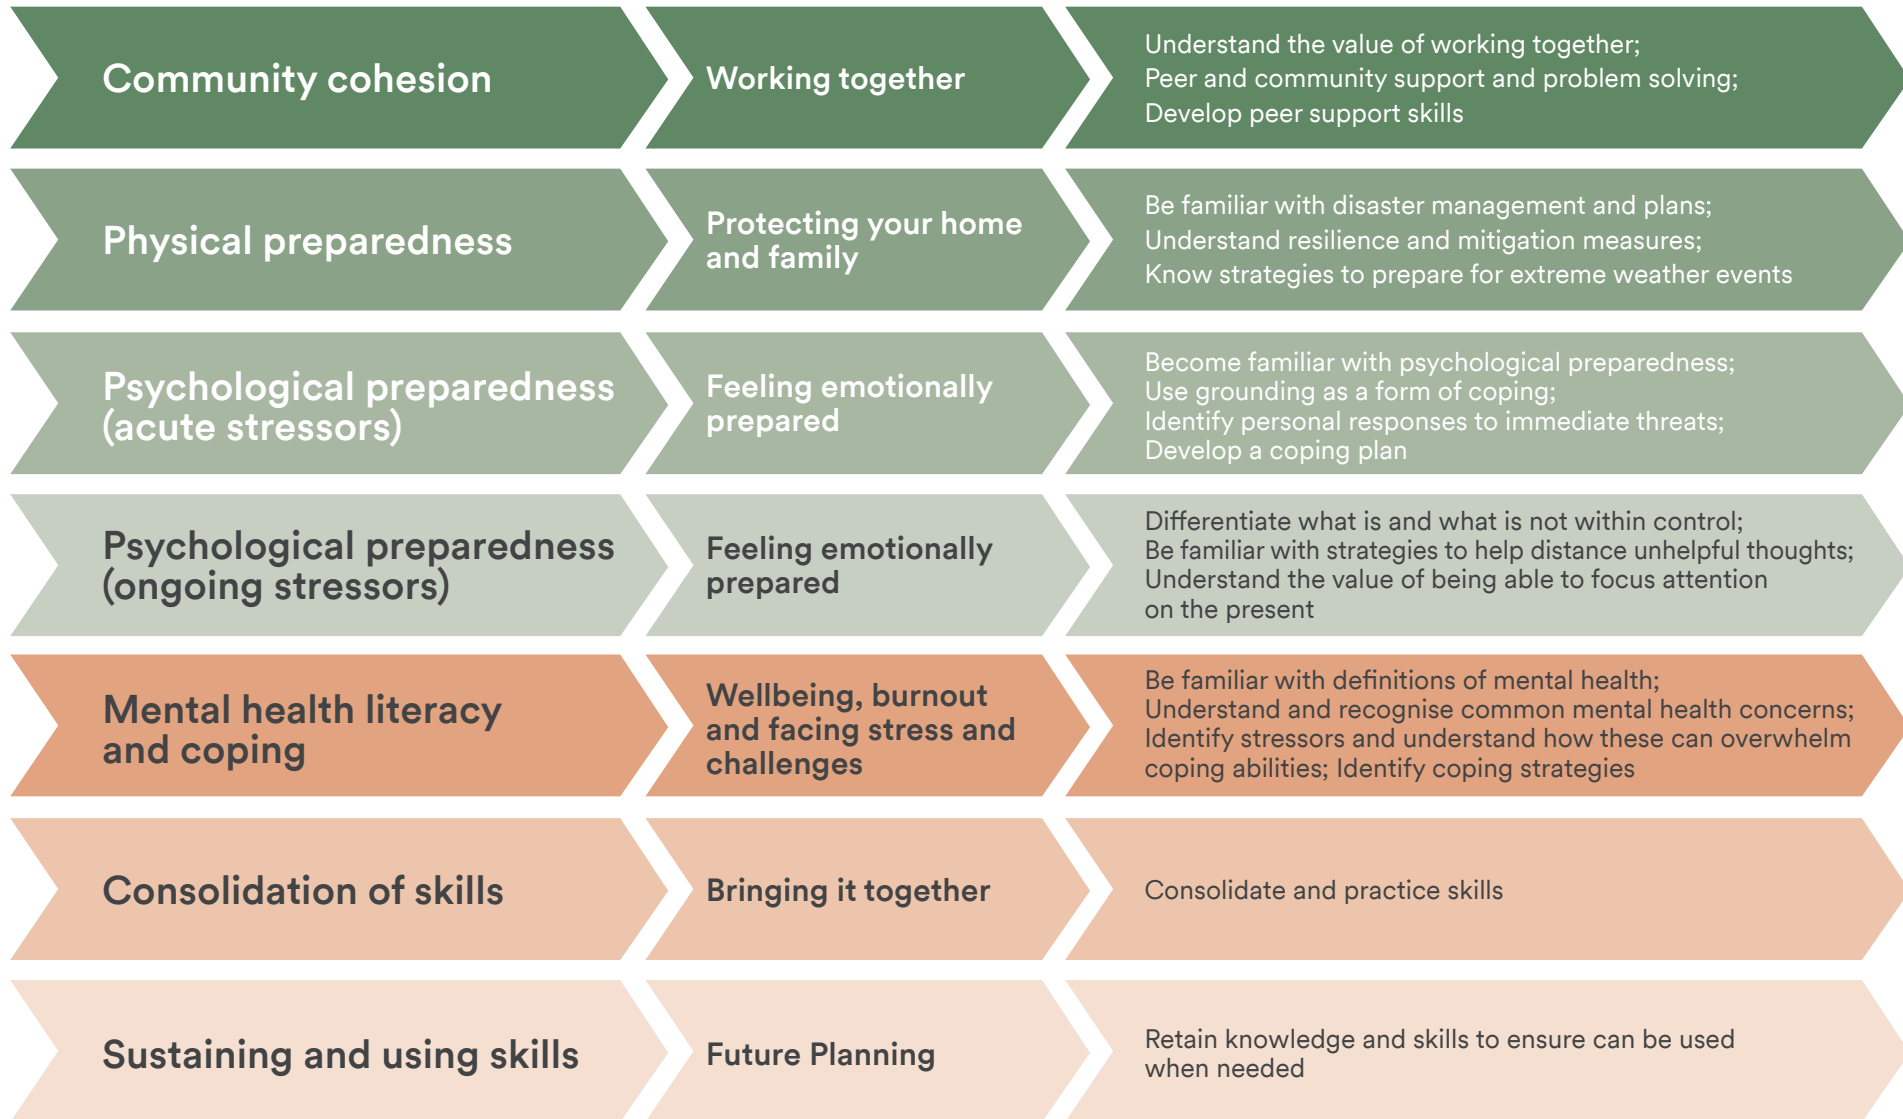 Community cohesion
Working together
Understand the value of working together;
Peer and community support and problem solving;
Develop peer support skills
Physical preparedness
Protecting your home
and family
Be familiar with disaster management and plans;
Understand resilience and mitigation measures;
Know strategies to prepare for extreme weather events
Psychological preparedness
(acute stressors)
Feeling emotionally
prepared
Become familiar with psychological preparedness;
Use grounding as a form of coping;
Identify personal responses to immediate threats;
Develop a coping plan
Psychological preparedness
(ongoing stressors)
Feeling emotionally
prepared
Differentiate what is and what is not within control;
Be familiar with strategies to help distance unhelpful thoughts;
Understand the value of being able to focus attention
on the present
Mental health literacy
and coping
Wellbeing, burnout
and facing stress and
challenges
Be familiar with definitions of mental health;
Understand and recognise common mental health concerns;
Identify stressors and understand how these can overwhelm
coping abilities; Identify coping strategies
Consolidation of skills
Bringing it together
Consolidate and practice skills
Sustaining and using skills
Future Planning
Retain knowledge and skills to ensure can be used
when needed